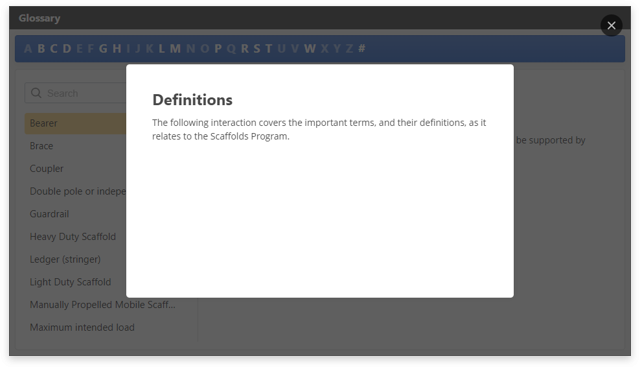 Glossary
A B C D E F G H I J K L M N O P Q R S T U V W X Y Z #
Search
Definitions
The following interaction covers the important terms, and their definitions, as it
relates to the Scaffolds Program.
be supported by
Bearer
Brace
Coupler
Double pole or indepe
Guardrail
Heavy Duty Scaffold
Ledger (stringer)
Light Duty Scaffold
Manually Propelled Mobile Scaff...
Maximum intended load